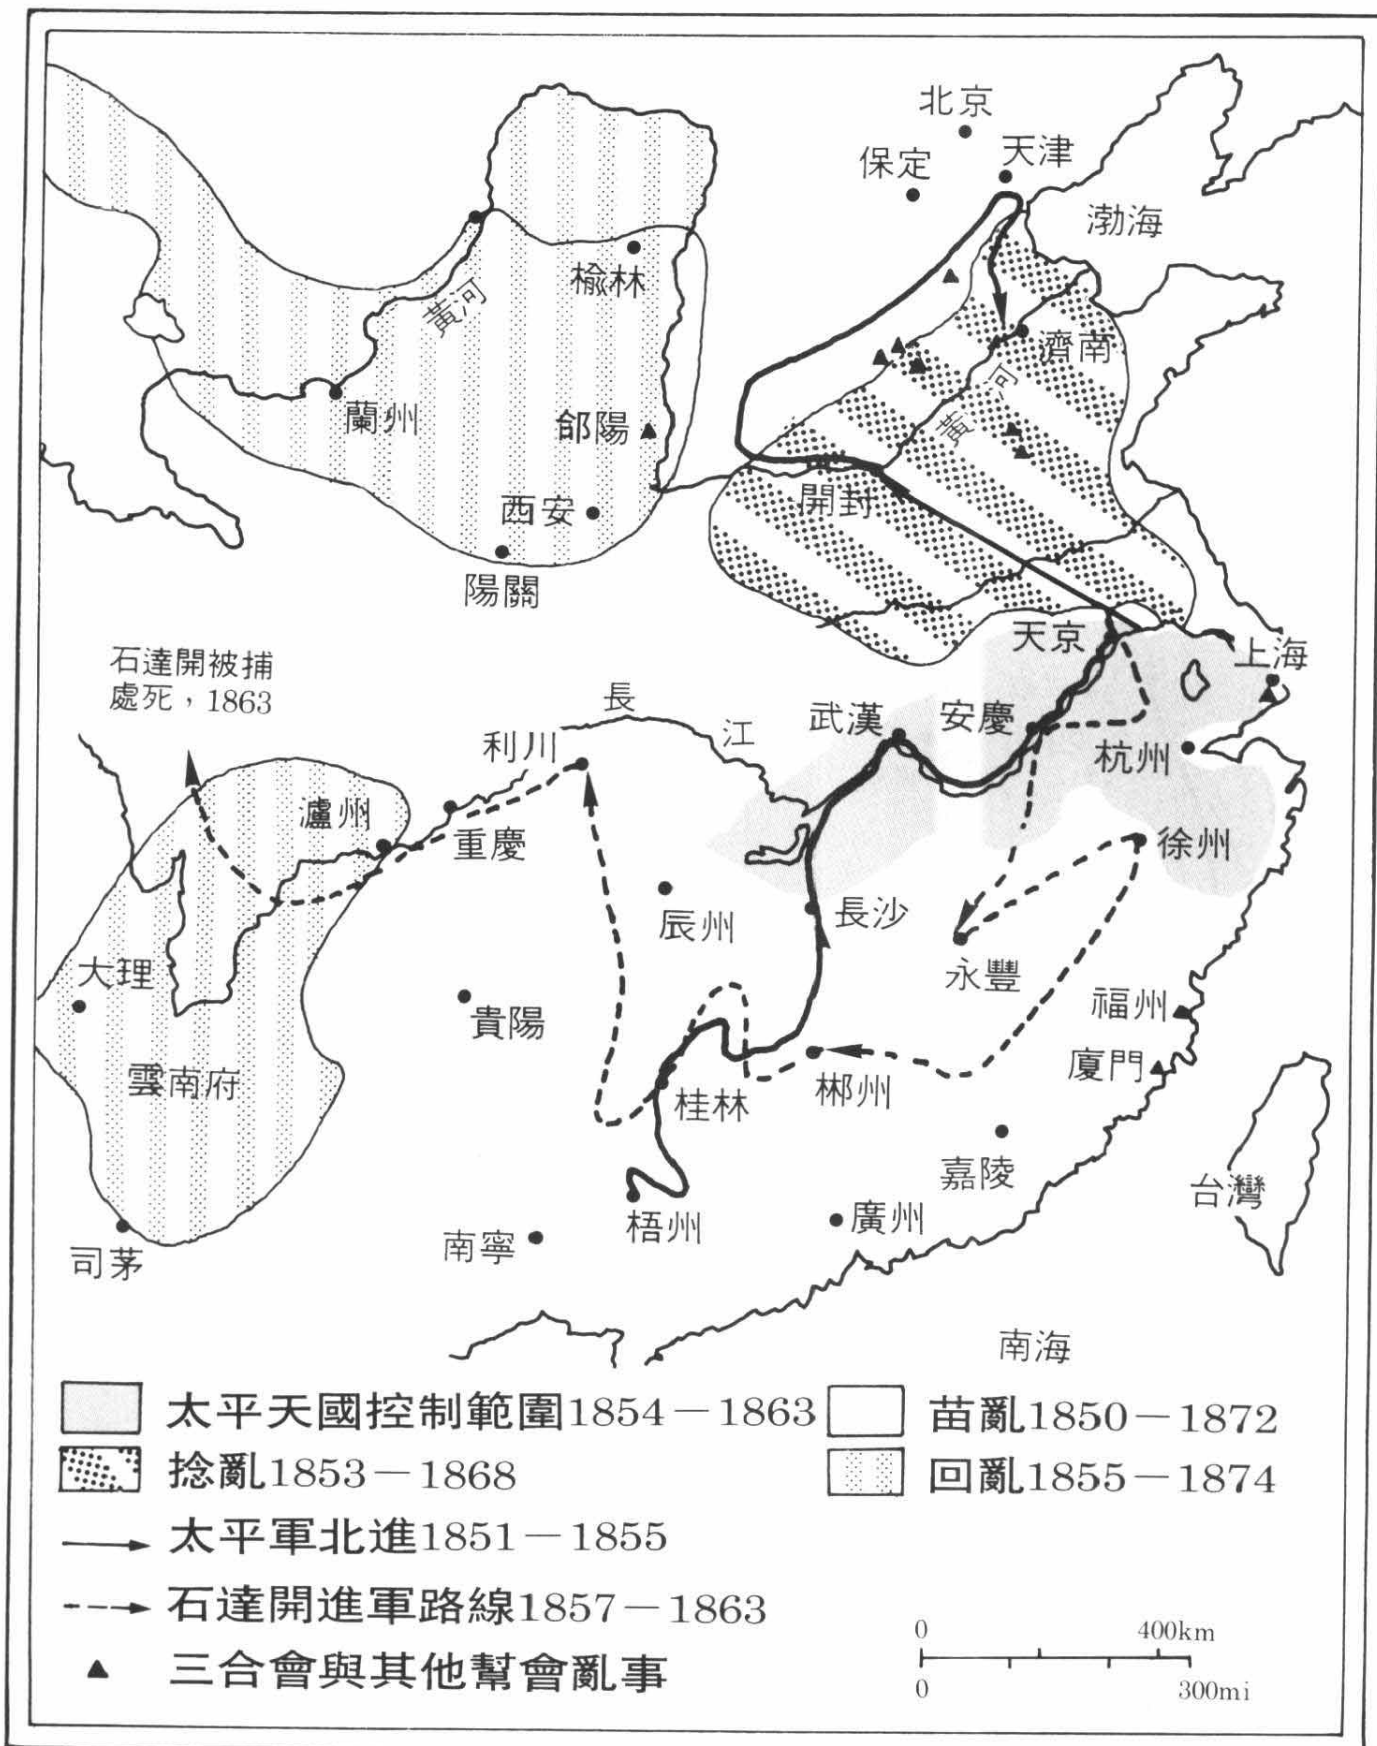 北京
天津
保定
渤海
榆林
黃河
濟南
黃河
蘭州
郃陽
開封
西安
陽關
天京
上海
石達開被捕
處死，1863
長江
武漢
安慶
利川
杭州
瀘州
重慶
徐州
辰州
長沙
永豐
大理
貴陽
福州
雲南府
桂林
郴州
廈門
嘉陵
台灣
梧州
廣州
南寧
司茅
南海
太平天國控制範圍1854－1863
苗亂1850－1872
捻亂1853－1868
回亂1855－1874
太平軍北進1851－1855
石達開進軍路線1857－1863
三合會與其他幫會亂事
0 400km
0 300mi